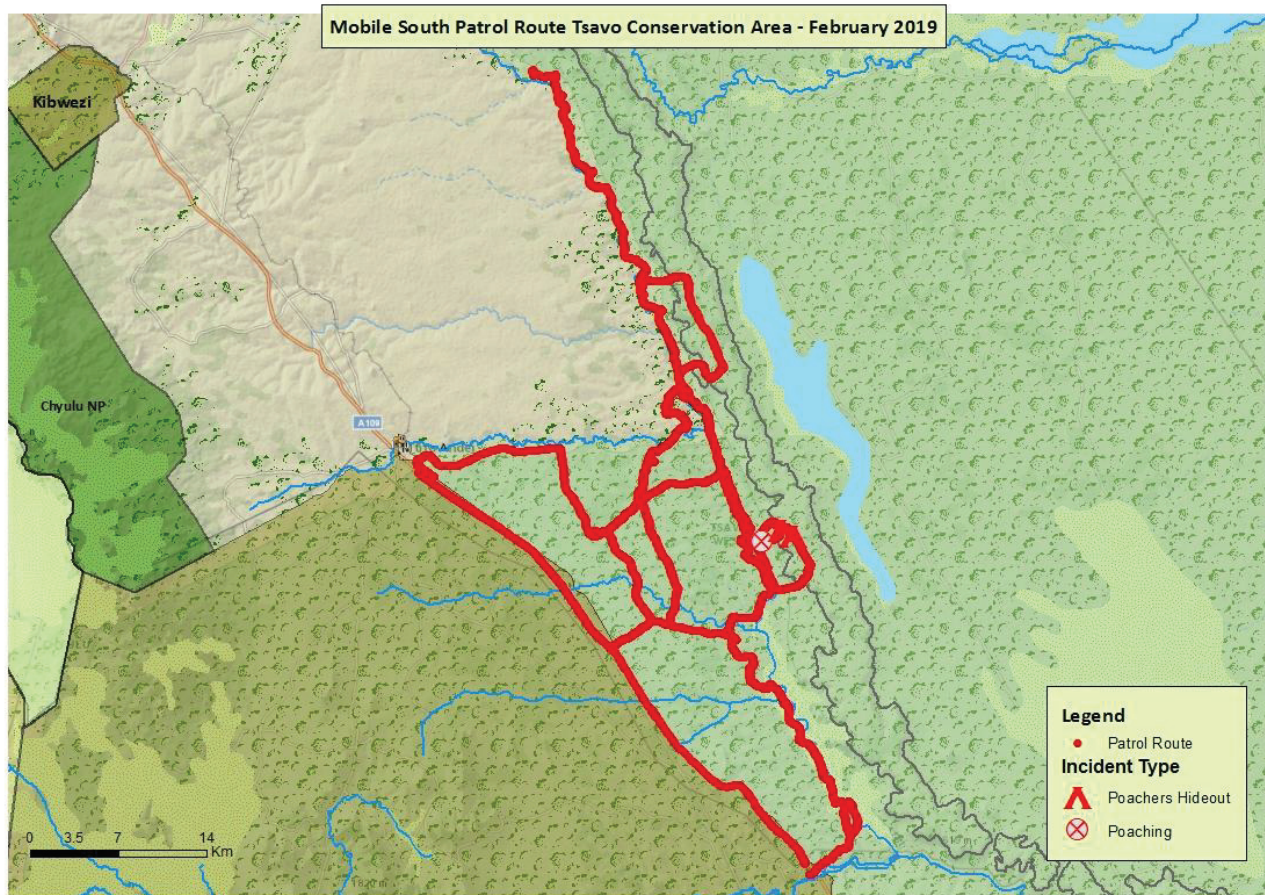 Mobile South Patrol Route Tsavo Conservation Area - February 2019
Kibwezi
Chyulu NP
A 109
Legend
Patrol Route
Incident Type
Poachers Hideout
Poaching
0 3.5 7 14
Km